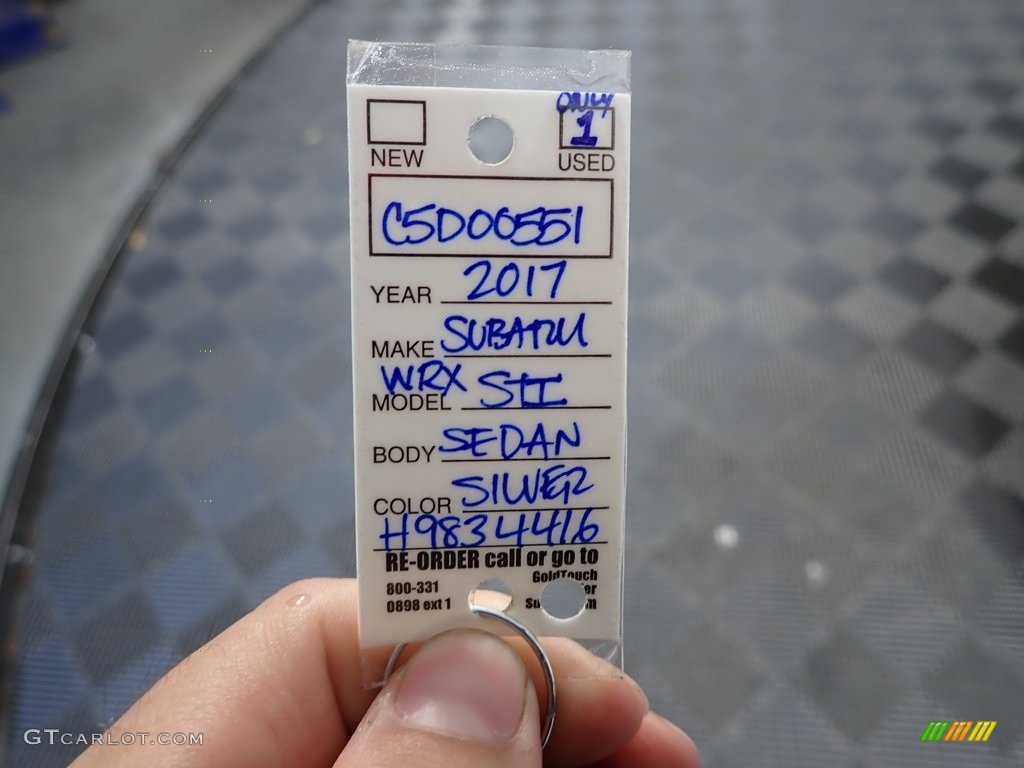 ONLY
1
NEW
USED
C5D00551
YEAR 2017
MAKE SUBARU
WRX
MODEL STI
BODY SEDAN
COLOR SILVER
H9834416
RE-ORDER call or go to
800-331
0898 ext 1
GoldTouch
GTCARLOT.COM